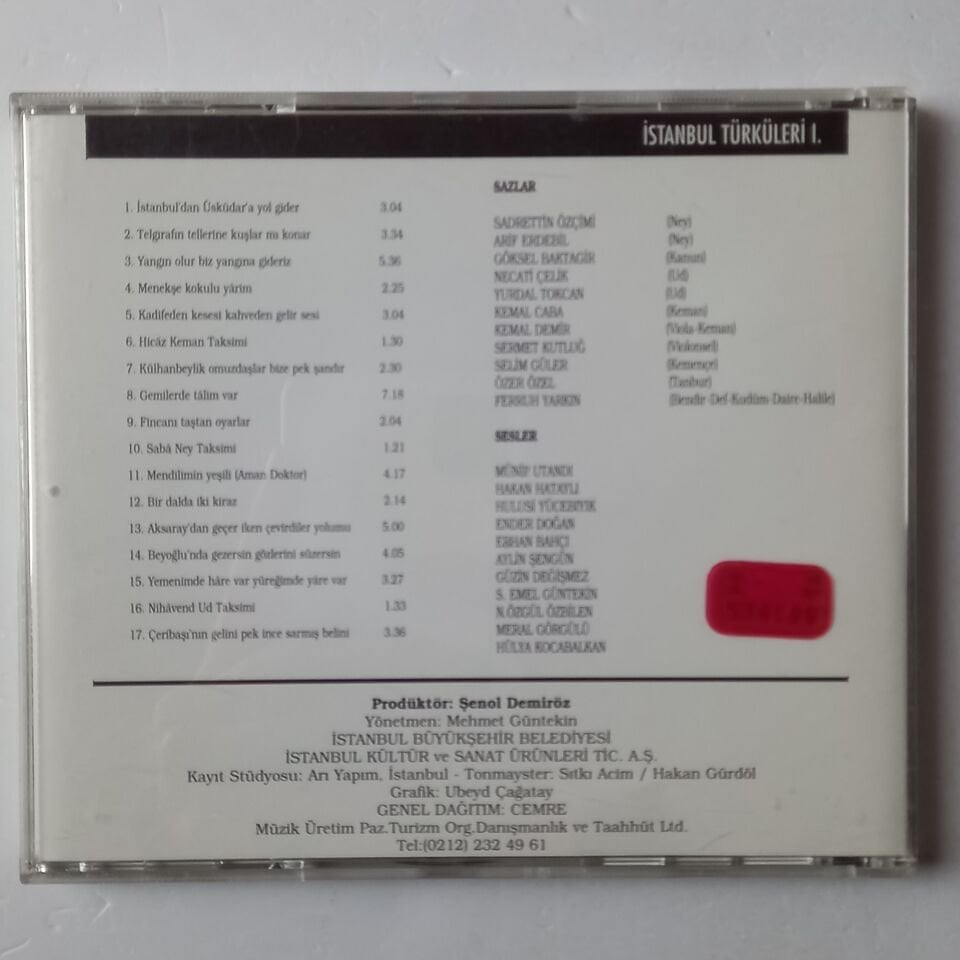 İSTANBUL TÜRKÜLERİ I.
1. İstanbul'dan Üsküdar'a yol gider 3.04
2. Telgrafın tellerine kuşlar mı konar 3.34
3. Yangın olur biz yangına gideriz 5.36
4. Menekşe kokulu yârim 2.25
5. Kadifeden kesesi kahveden gelir sesi 3.04
6. Hicâz Keman Taksimi 1.30
7. Külhanbeylik omuzdaşlar bize pek şandır 2.30
8. Gemilerde tâlim var 7.18
9. Fincanı taştan oyarlar 2.04
10. Sabâ Ney Taksimi 1.21
11. Mendilimin yeşili (Aman Doktor) 4.17
12. Bir dalda iki kiraz 2.14
13. Aksaray'dan geçer iken çevirdiler yolumu 5.00
14. Beyoğlu'nda gezersin gözlerini süzersin 4.05
15. Yemenimde hâre var yüreğimde yâre var 3.27
16. Nihâvend Ud Taksimi 1.33
17. Çeribaşı'nın gelini pek ince sarmış belini 3.36
SAZLAR
SADRETTİN ÖZÇİMİ (Ney)
ARİF ERDEBİL (Ney)
GÖKSEL BAKTAGİR (Kanun)
NECATİ ÇELİK (Ud)
YURDAL TOKCAN (Ud)
KEMAL CABA (Keman)
KEMAL DEMİR (Viola-Keman)
SERMET KUTLUĞ (Violonsel)
SELİM GÜLER (Kemençe)
ÖZER ÖZEL (Tanbur)
FERRUH YARKIN (Bendir-Def-Kudüm-Daire-Halile)
SESLER
MÜNİP UTANDI
HAKAN HATAYLI
HULUSİ YÜCEBIYIK
ENDER DOĞAN
ERHAN BAHÇI
AYLİN ŞENGÜN
GÜZİN DEĞİŞMEZ
S. EMEL GÜNTEKİN
N.ÖZGÜL ÖZBİLEN
MERAL GÖRGÜLÜ
HÜLYA KOCABALKAN
Prodüktör: Şenol Demiröz
Yönetmen: Mehmet Güntekin
İSTANBUL BÜYÜKŞEHİR BELEDİYESİ
İSTANBUL KÜLTÜR ve SANAT ÜRÜNLERİ TİC. A.Ş.
Kayıt Stüdyosu: Arı Yapım, İstanbul - Tonmayster: Sıtkı Acim / Hakan Gürdöl
Grafik: Ubeyd Çağatay
GENEL DAĞITIM: CEMRE
Müzik Üretim Paz.Turizm Org.Danışmanlık ve Taahhüt Ltd.
Tel:(0212) 232 49 61